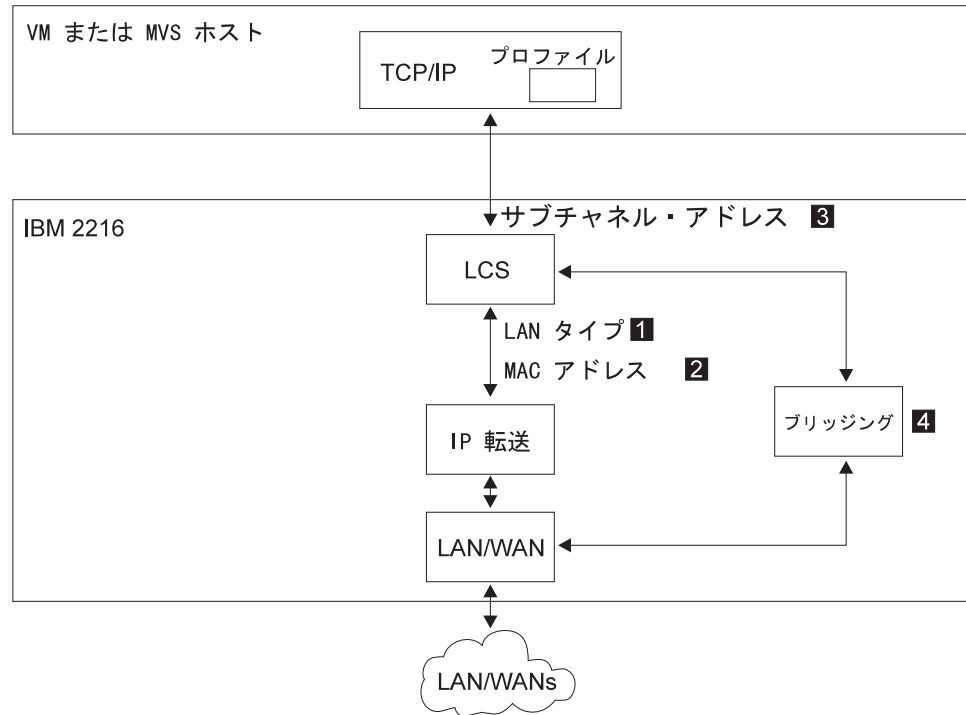 VM または MVS ホスト
プロファイル
TCP/IP
サブチャネル・アドレス 3
IBM 2216
LCS
LAN タイプ 1
MAC アドレス 2
ブリッジング 4
IP 転送
LAN/WAN
LAN/WANs